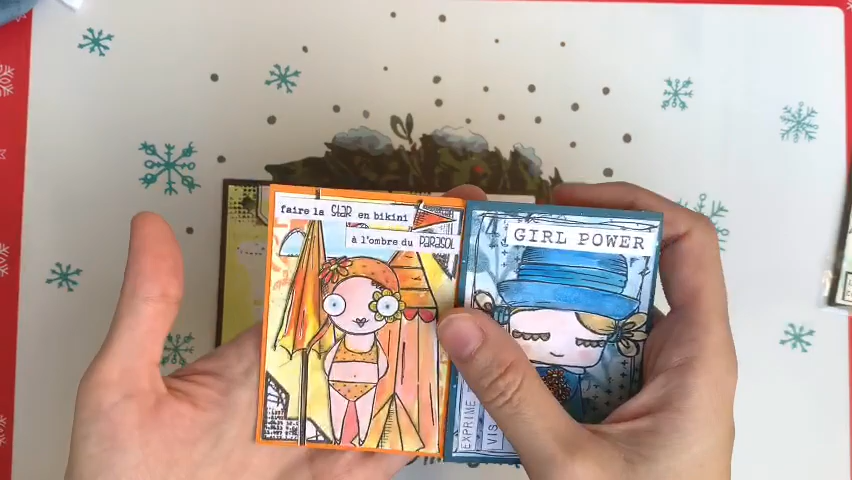 faire la STAR en bikini
à l'ombre du PARASOL
GIRL POWER
EXPRIME
VIS